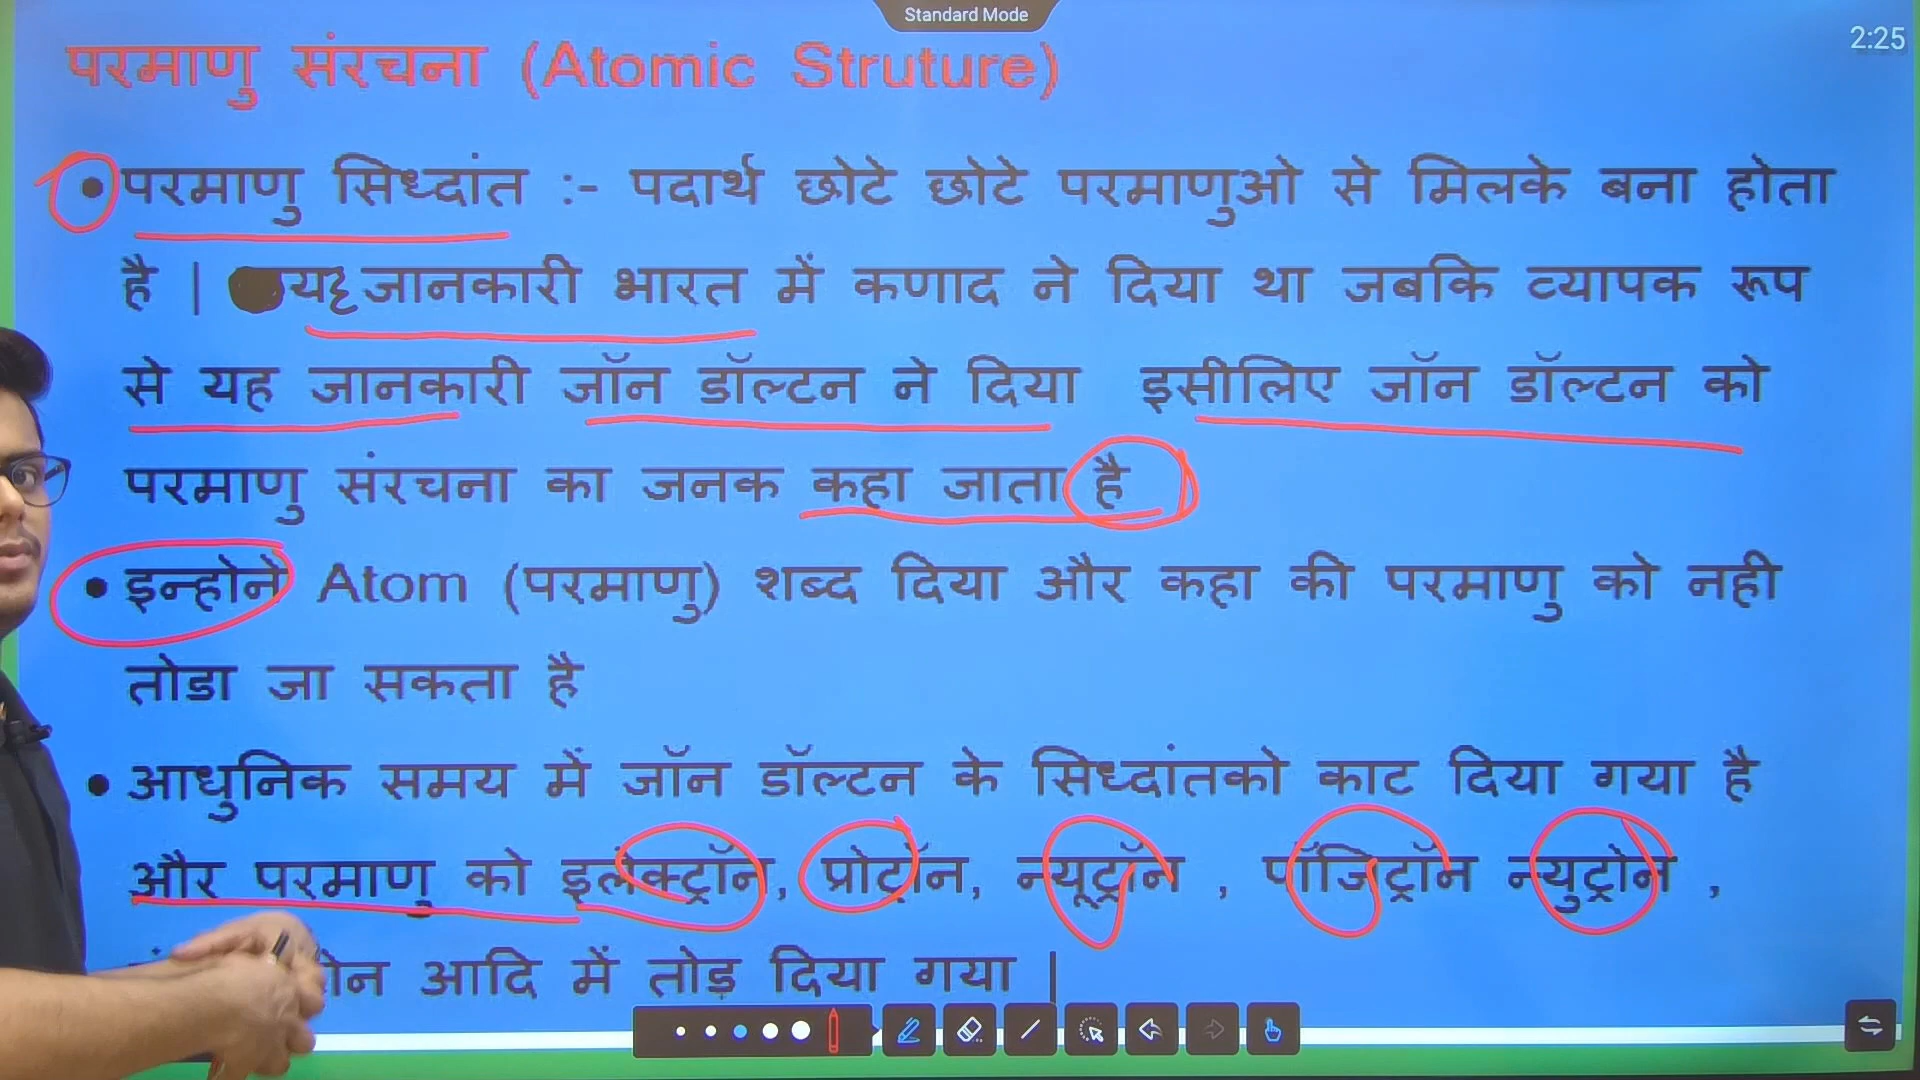 Standard Mode
2:25
परमाणु संरचना (Atomic Struture)
• परमाणु सिध्दांत :- पदार्थ छोटे छोटे परमाणुओ से मिलके बना होता
है | यह जानकारी भारत में कणाद ने दिया था जबकि व्यापक रूप
से यह जानकारी जॉन डॉल्टन ने दिया इसीलिए जॉन डॉल्टन को
परमाणु संरचना का जनक कहा जाता है
• इन्होने Atom (परमाणु) शब्द दिया और कहा की परमाणु को नही
तोडा जा सकता है
• आधुनिक समय में जॉन डॉल्टन के सिध्दांतको काट दिया गया है
और परमाणु को इलेक्ट्रॉन, प्रोट्रॉन, न्यूट्रॉन , पॉजिट्रॉन न्युट्रोन ,
आदि में तोड़ दिया गया |